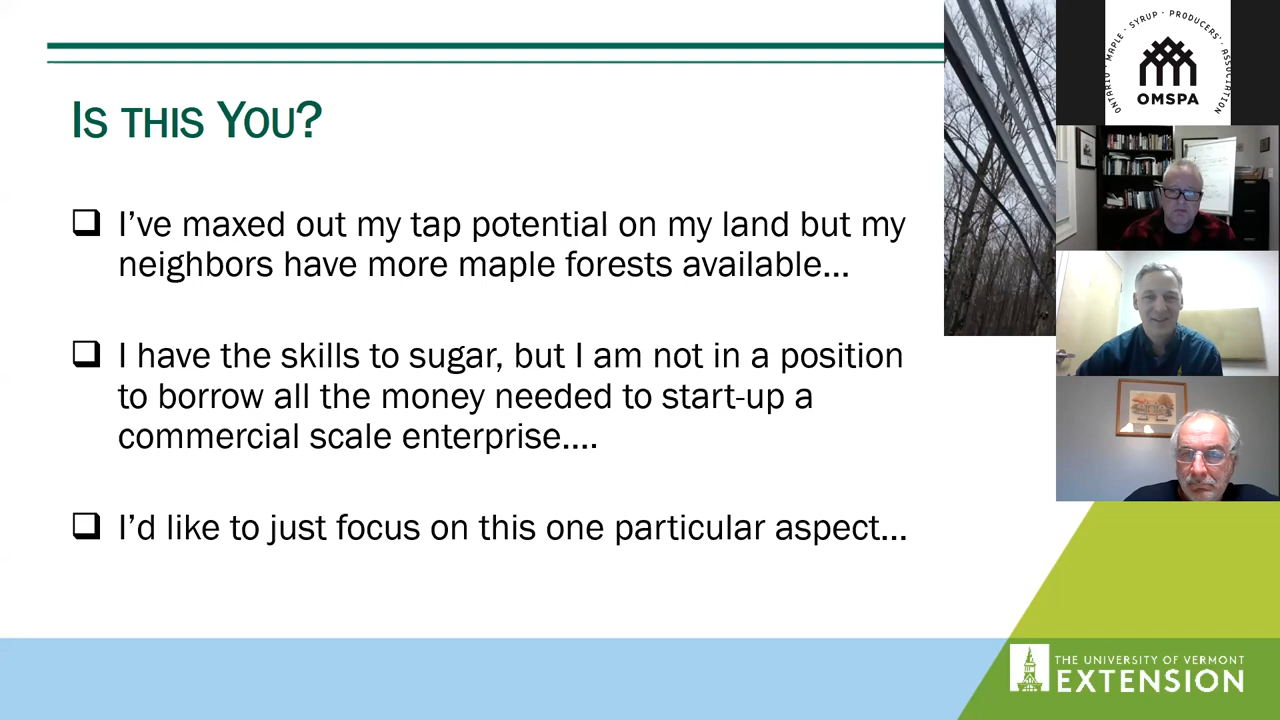 IS THIS YOU?
❑ I've maxed out my tap potential on my land but my
neighbors have more maple forests available...
❑ I have the skills to sugar, but I am not in a position
to borrow all the money needed to start-up a
commercial scale enterprise....
❑ I'd like to just focus on this one particular aspect...
ONTARIO · MAPLE · SYRUP · PRODUCERS' · ASSOCIATION
OMSPA
THE UNIVERSITY OF VERMONT
EXTENSION